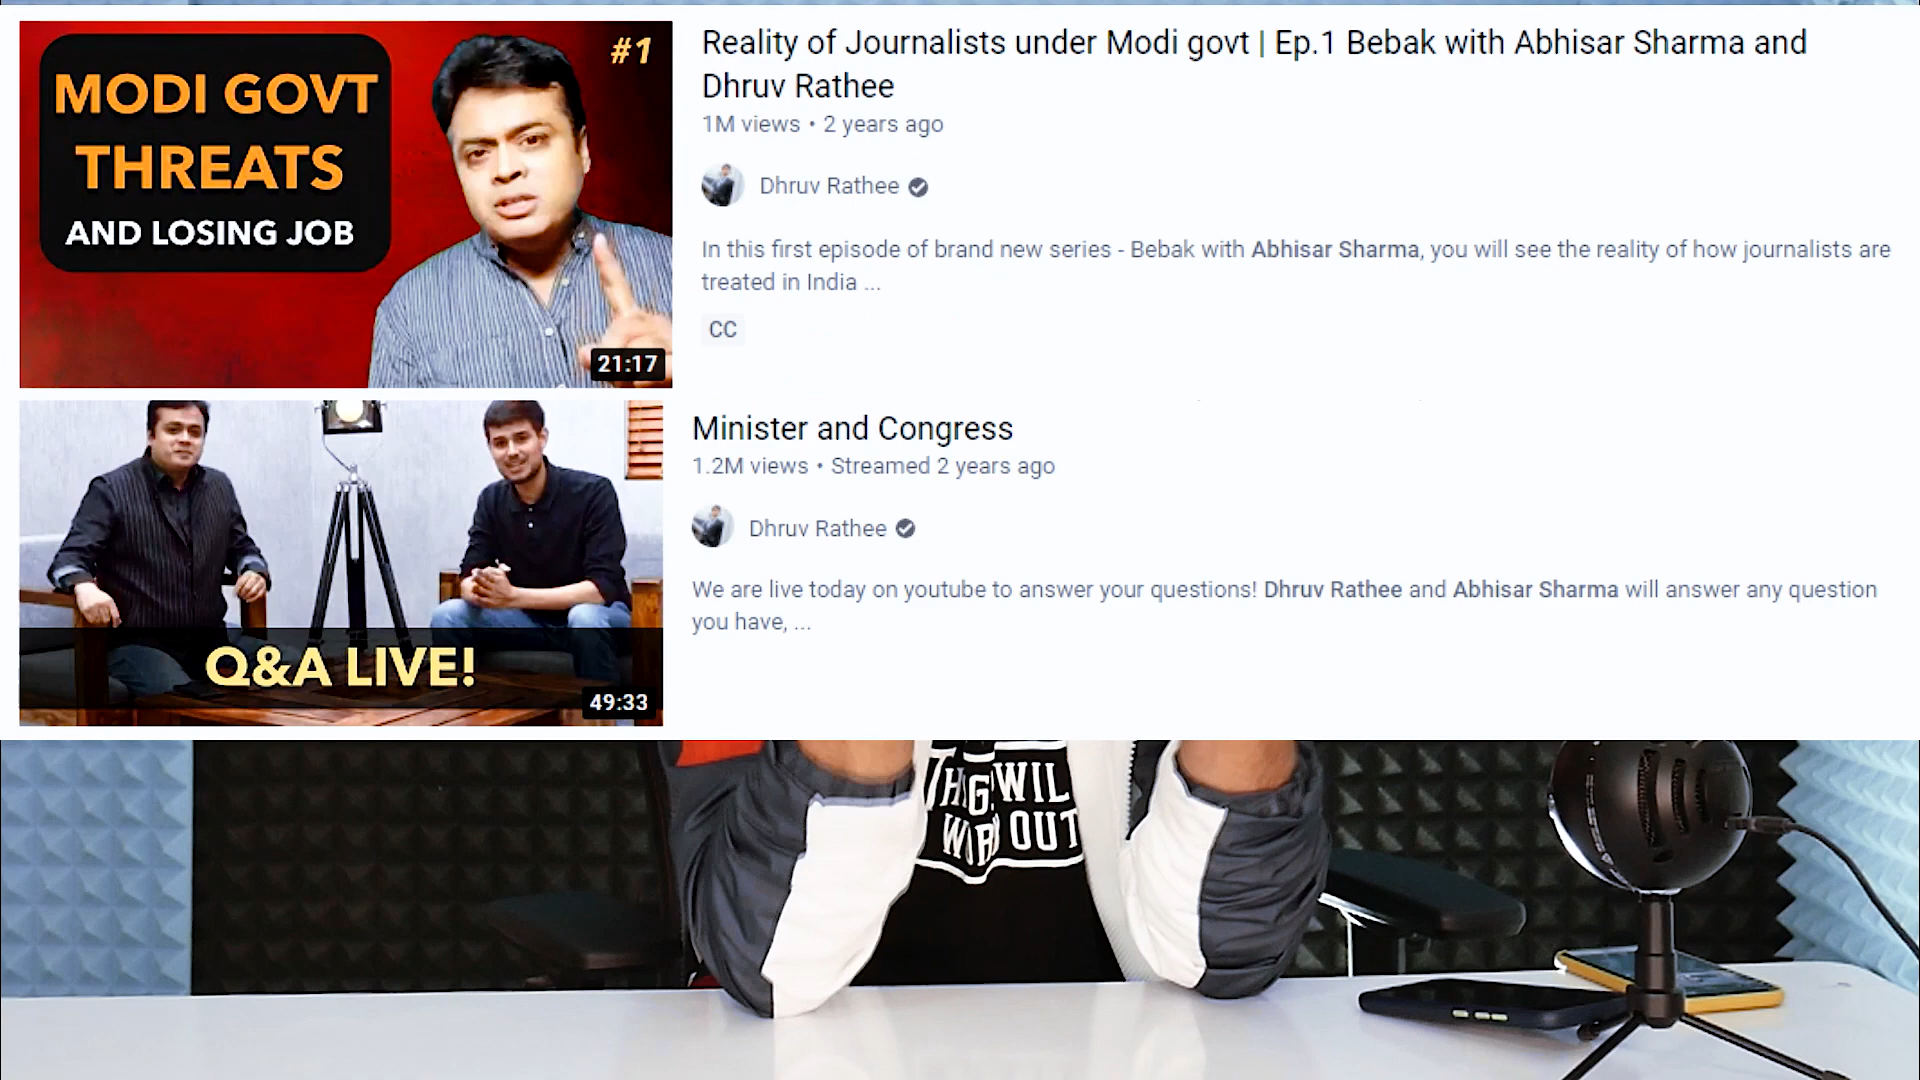 MODI GOVT
THREATS
AND LOSING JOB
#1
21:17
Reality of Journalists under Modi govt | Ep.1 Bebak with Abhisar Sharma and
Dhruv Rathee
1M views • 2 years ago
Dhruv Rathee
In this first episode of brand new series - Bebak with Abhisar Sharma, you will see the reality of how journalists are
treated in India ...
CC
Q&A LIVE!
49:33
Minister and Congress
1.2M views • Streamed 2 years ago
Dhruv Rathee
We are live today on youtube to answer your questions! Dhruv Rathee and Abhisar Sharma will answer any question
you have, ...
OUT